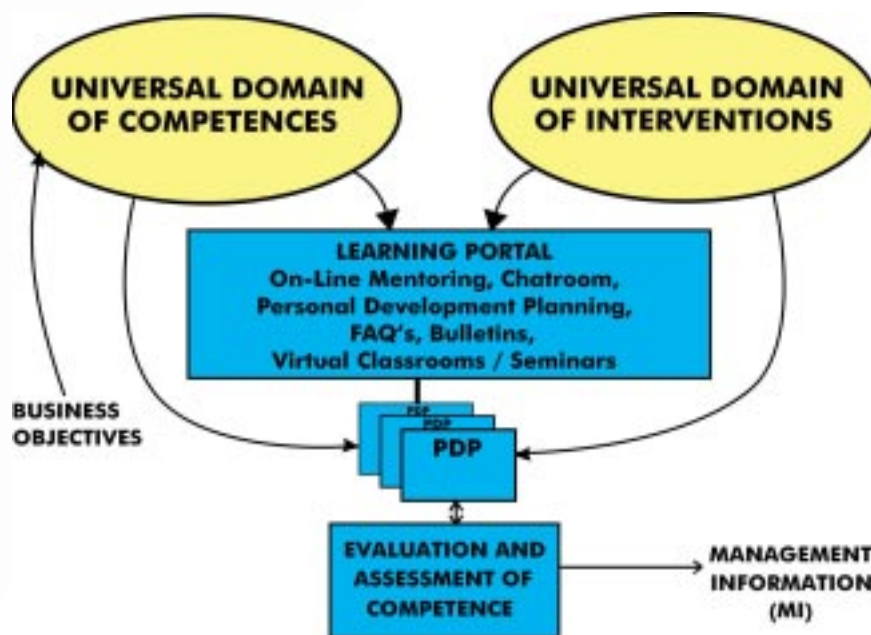 UNIVERSAL DOMAIN
OF COMPETENCES
UNIVERSAL DOMAIN
OF INTERVENTIONS
LEARNING PORTAL
On-Line Mentoring, Chatroom,
Personal Development Planning,
FAQ's, Bulletins,
Virtual Classrooms / Seminars
BUSINESS
OBJECTIVES
PDP
PDP
PDP
EVALUATION AND
ASSESSMENT OF
COMPETENCE
MANAGEMENT
INFORMATION
(MI)